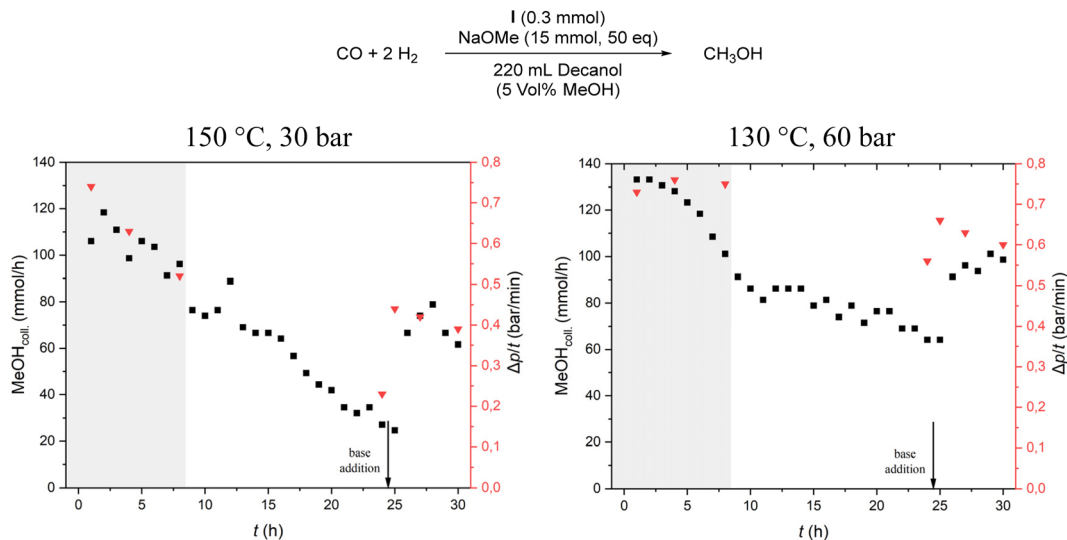 I (0.3 mmol)
NaOMe (15 mmol, 50 eq)
CO + 2 H₂
CH₃OH
220 mL Decanol
(5 Vol% MeOH)
150 °C, 30 bar
140
120
100
80
60
40
20
0
MeOH_coll. (mmol/h)
0,8
0,7
0,6
0,5
0,4
0,3
0,2
0,1
0,0
Δp/t (bar/min)
base
addition
0 5 10 15 20 25 30
t (h)
130 °C, 60 bar
140
120
100
80
60
40
20
0
MeOH_coll. (mmol/h)
0,8
0,7
0,6
0,5
0,4
0,3
0,2
0,1
0,0
Δp/t (bar/min)
base
addition
0 5 10 15 20 25 30
t (h)